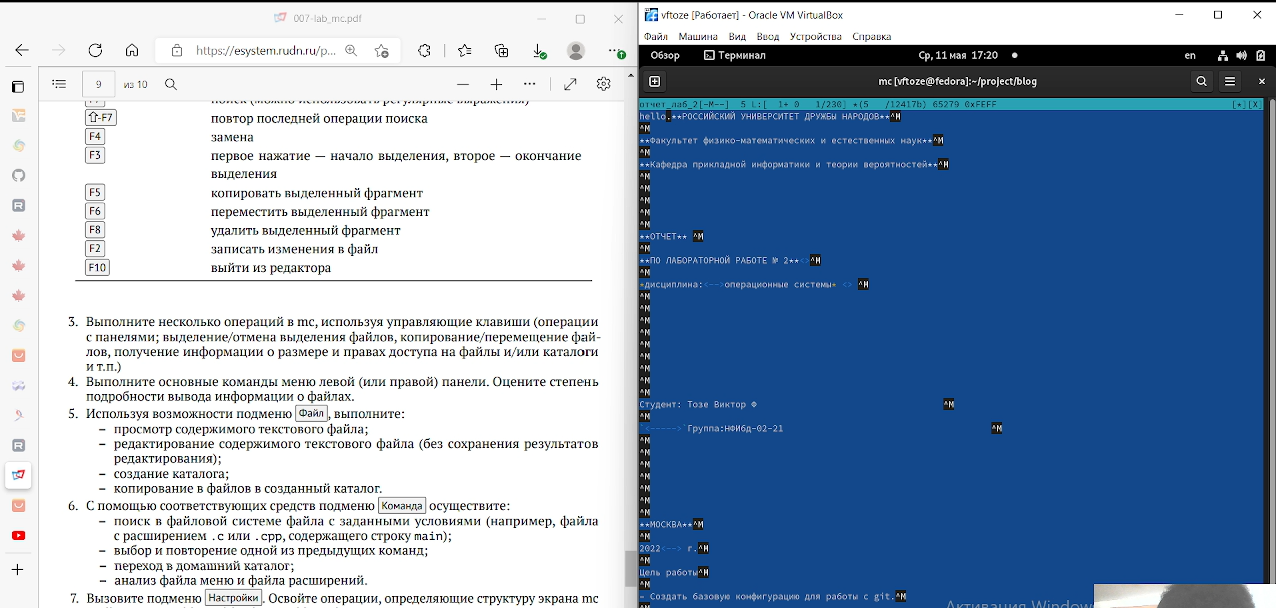 007-lab_mc.pdf
https://esystem.rudn.ru/p...
9 из 10
поиск (можно использовать регулярные выражения)
⇧-F7 повтор последней операции поиска
F4 замена
F3 первое нажатие — начало выделения, второе — окончание
выделения
F5 копировать выделенный фрагмент
F6 переместить выделенный фрагмент
F8 удалить выделенный фрагмент
F2 записать изменения в файл
F10 выйти из редактора
3. Выполните несколько операций в mc, используя управляющие клавиши (операции
с панелями; выделение/отмена выделения файлов, копирование/перемещение фай-
лов, получение информации о размере и правах доступа на файлы и/или каталоги
и т.п.)
4. Выполните основные команды меню левой (или правой) панели. Оцените степень
подробности вывода информации о файлах.
5. Используя возможности подменю Файл, выполните:
– просмотр содержимого текстового файла;
– редактирование содержимого текстового файла (без сохранения результатов
редактирования);
– создание каталога;
– копирование в файлов в созданный каталог.
6. С помощью соответствующих средств подменю Команда осуществите:
– поиск в файловой системе файла с заданными условиями (например, файла
с расширением .c или .cpp, содержащего строку main);
– выбор и повторение одной из предыдущих команд;
– переход в домашний каталог;
– анализ файла меню и файла расширений.
7. Вызовите подменю Настройки. Освойте операции, определяющие структуру экрана mc
vftoze [Работает] - Oracle VM VirtualBox
Файл Машина Вид Ввод Устройства Справка
Обзор Терминал Ср, 11 мая 17:20 en
mc [vftoze@fedora]:~/project/blog
отчет_лаб_2[-M--] 5 L:[ 1+ 0 1/230] *(5 /12417b) 65279 0xFEFF [*][X]
hello.**РОССИЙСКИЙ УНИВЕРСИТЕТ ДРУЖБЫ НАРОДОВ**^M
^M
**Факультет физико-математических и естественных наук**^M
^M
**Кафедра прикладной информатики и теории вероятностей**^M
^M
^M
^M
^M
^M
**ОТЧЕТ** ^M
^M
**ПО ЛАБОРАТОРНОЙ РАБОТЕ № 2**<>^M
^M
*дисциплина:<-->операционные системы* <> ^M
^M
^M
^M
^M
^M
^M
^M
^M
^M
Студент: Тозе Виктор Ф ^M
^M
`<----->`Группа:НФИбд-02-21 ^M
^M
^M
^M
^M
^M
^M
^M
**МОСКВА**^M
^M
2022<--> г.^M
^M
Цель работы^M
^M
- Создать базовую конфигурацию для работы с git.^M
^M
Активация Window